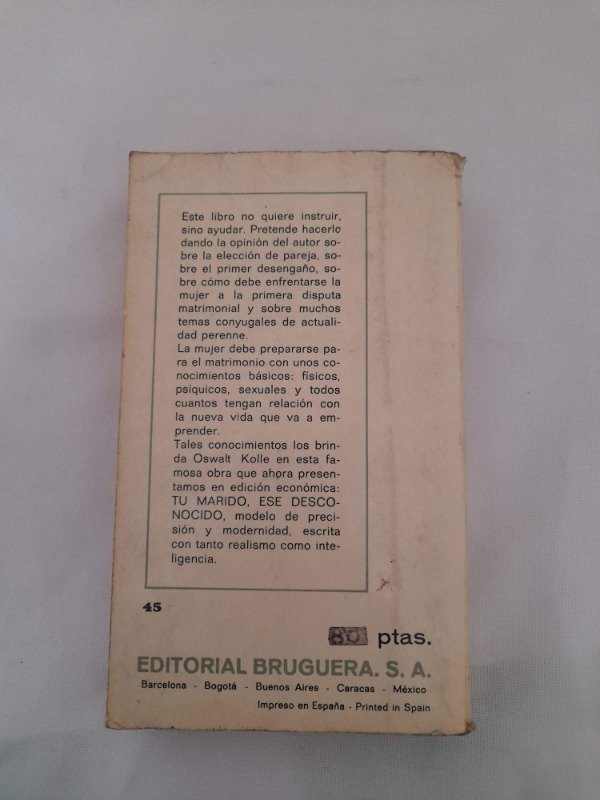 Este libro no quiere instruir,
sino ayudar. Pretende hacerlo
dando la opinión del autor so-
bre la elección de pareja, so-
bre el primer desengaño, so-
bre cómo debe enfrentarse la
mujer a la primera disputa
matrimonial y sobre muchos
temas conyugales de actuali-
dad perenne.
La mujer debe prepararse pa-
ra el matrimonio con unos co-
nocimientos básicos: físicos,
psíquicos, sexuales y todos
cuantos tengan relación con
la nueva vida que va a em-
prender.
Tales conocimientos los brin-
da Oswalt Kolle en esta fa-
mosa obra que ahora presen-
tamos en edición económica:
TU MARIDO, ESE DESCO-
NOCIDO, modelo de preci-
sión y modernidad, escrita
con tanto realismo como inte-
ligencia.
45
80 ptas.
EDITORIAL BRUGUERA. S. A.
Barcelona - Bogotá - Buenos Aires - Caracas - México
Impreso en España - Printed in Spain